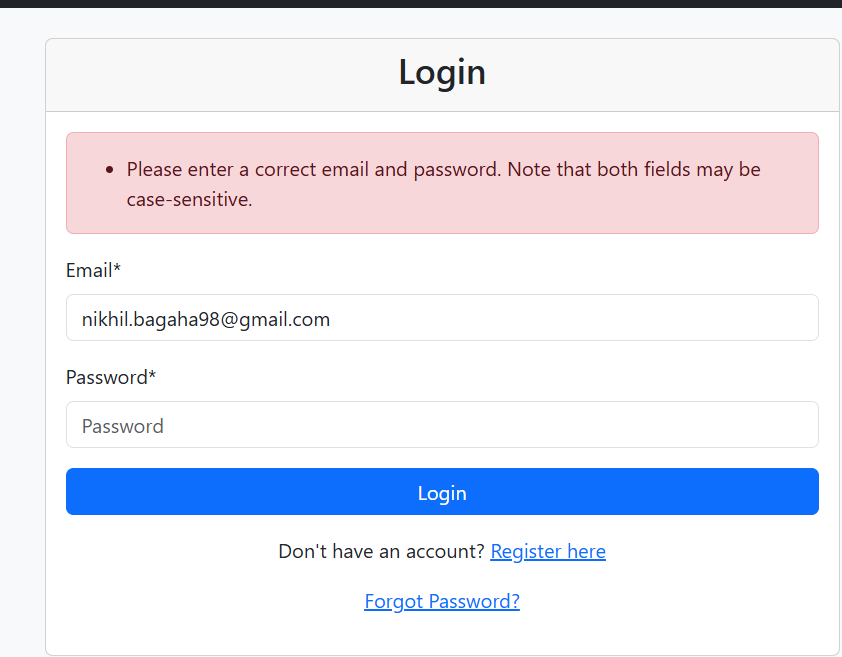 Login
Please enter a correct email and password. Note that both fields may be
case-sensitive.
Email*
nikhil.bagaha98@gmail.com
Password*
Password
Login
Don't have an account? Register here
Forgot Password?